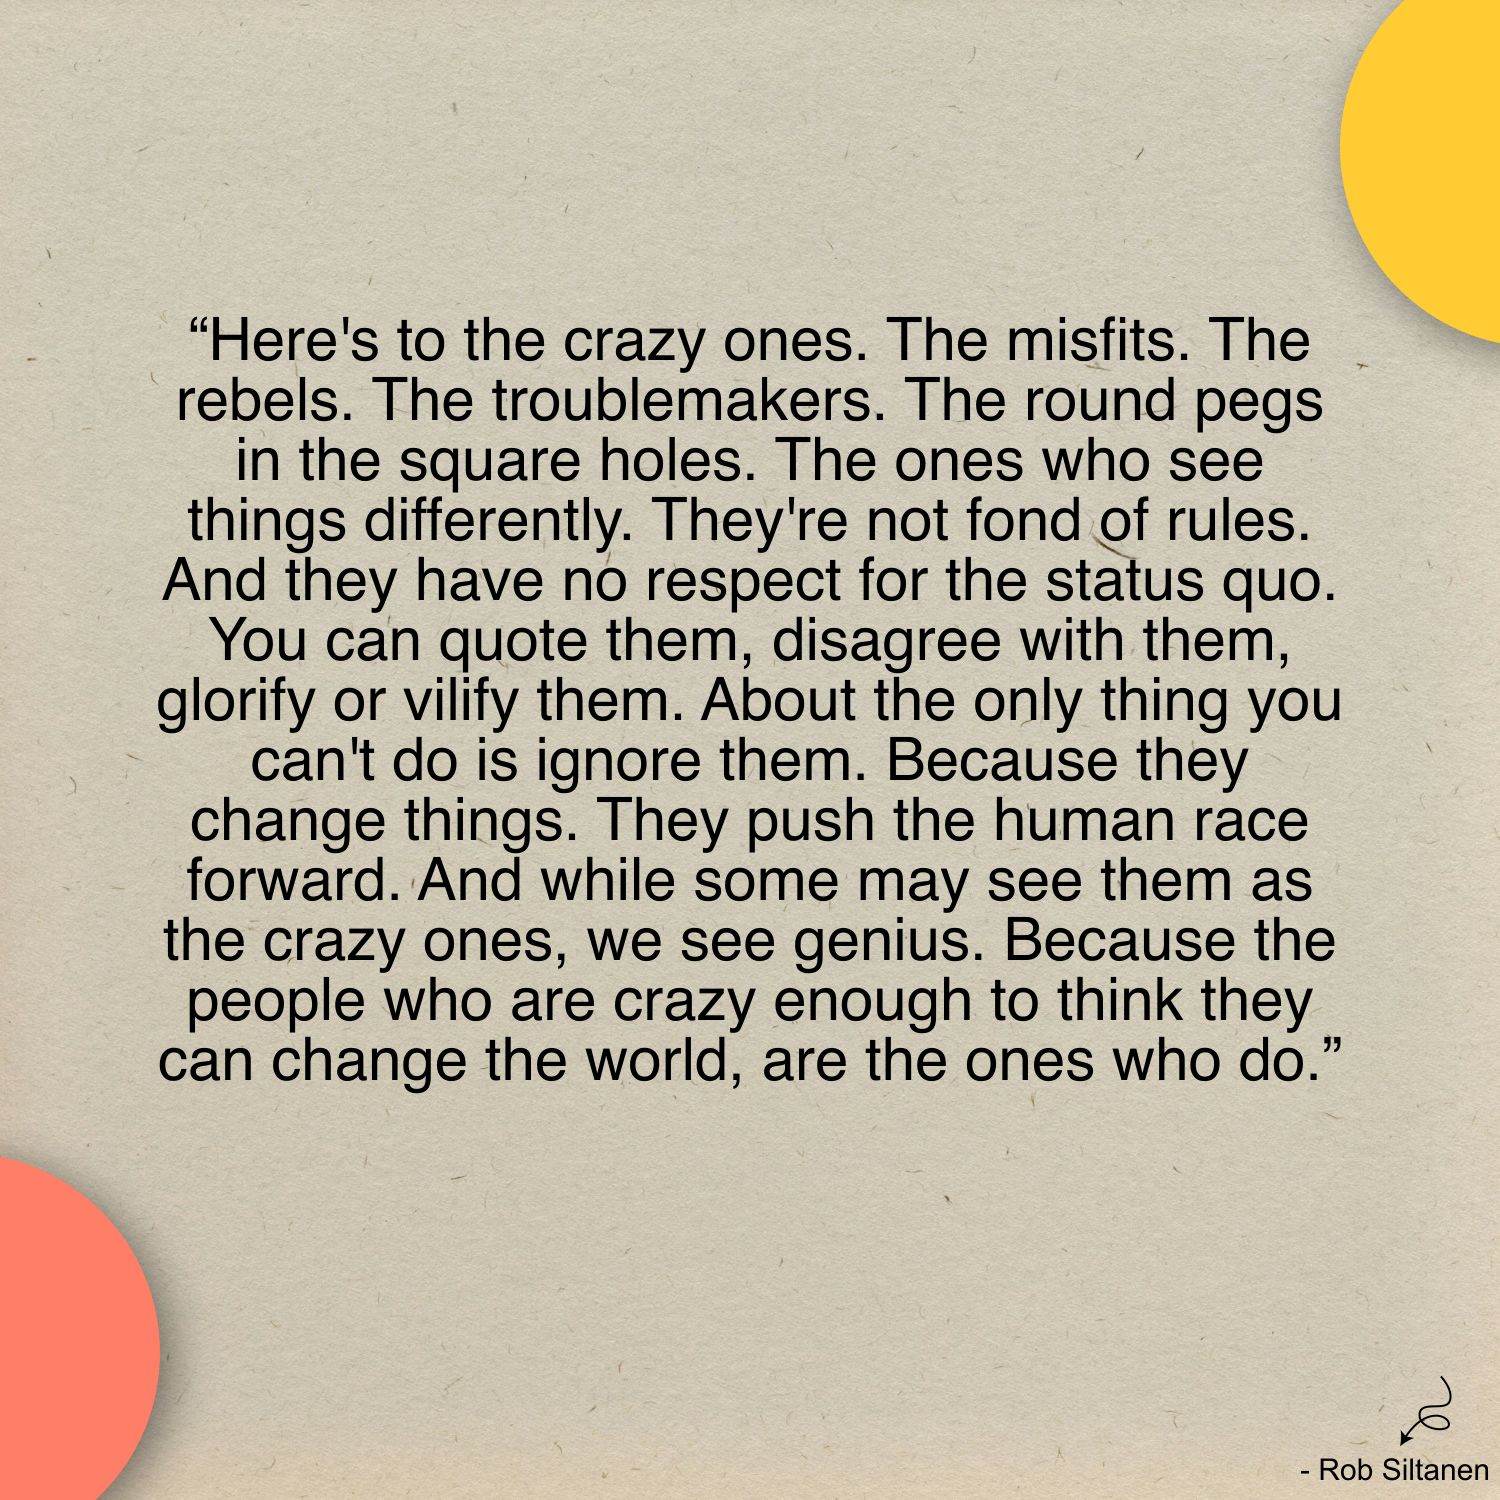 “Here's to the crazy ones. The misfits. The
rebels. The troublemakers. The round pegs
in the square holes. The ones who see
things differently. They're not fond of rules.
And they have no respect for the status quo.
You can quote them, disagree with them,
glorify or vilify them. About the only thing you
can't do is ignore them. Because they
change things. They push the human race
forward. And while some may see them as
the crazy ones, we see genius. Because the
people who are crazy enough to think they
can change the world, are the ones who do.”
- Rob Siltanen